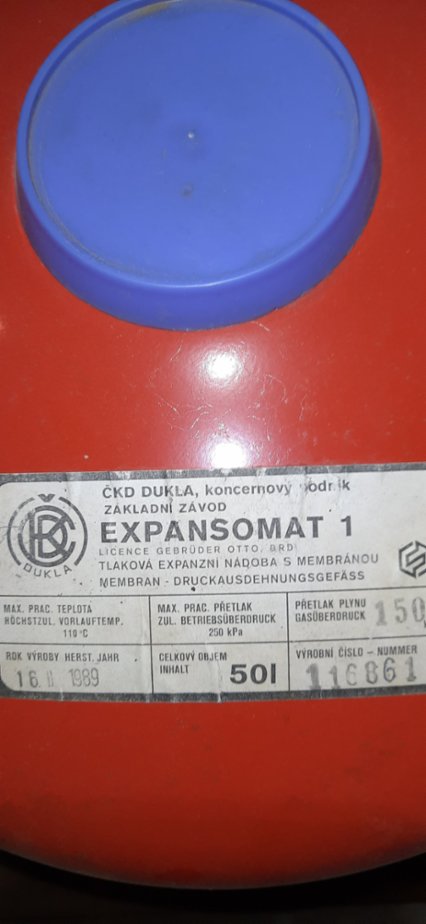 ČKD DUKLA, koncernový podnik
ZÁKLADNÍ ZÁVOD
EXPANSOMAT 1
LICENCE GEBRÜDER OTTO. BRD
TLAKOVÁ EXPANZNÍ NÁDOBA S MEMBRÁNOU
MEMBRAN - DRUCKAUSDEHNUNGSGEFÄSS
ČKD
DUKLA
MAX. PRAC. TEPLOTA
HÖCHSTZUL. VORLAUFTEMP.
110 °C
MAX. PRAC. PŘETLAK
ZUL. BETRIEBSÜBERDRUCK
250 kPa
PŘETLAK PLYNU
GASÜBERDRUCK 150
ROK VÝROBY HERST. JAHR
16 II 1989
CELKOVÝ OBJEM
INHALT 50l
VÝROBNÍ ČÍSLO - NUMMER
116861